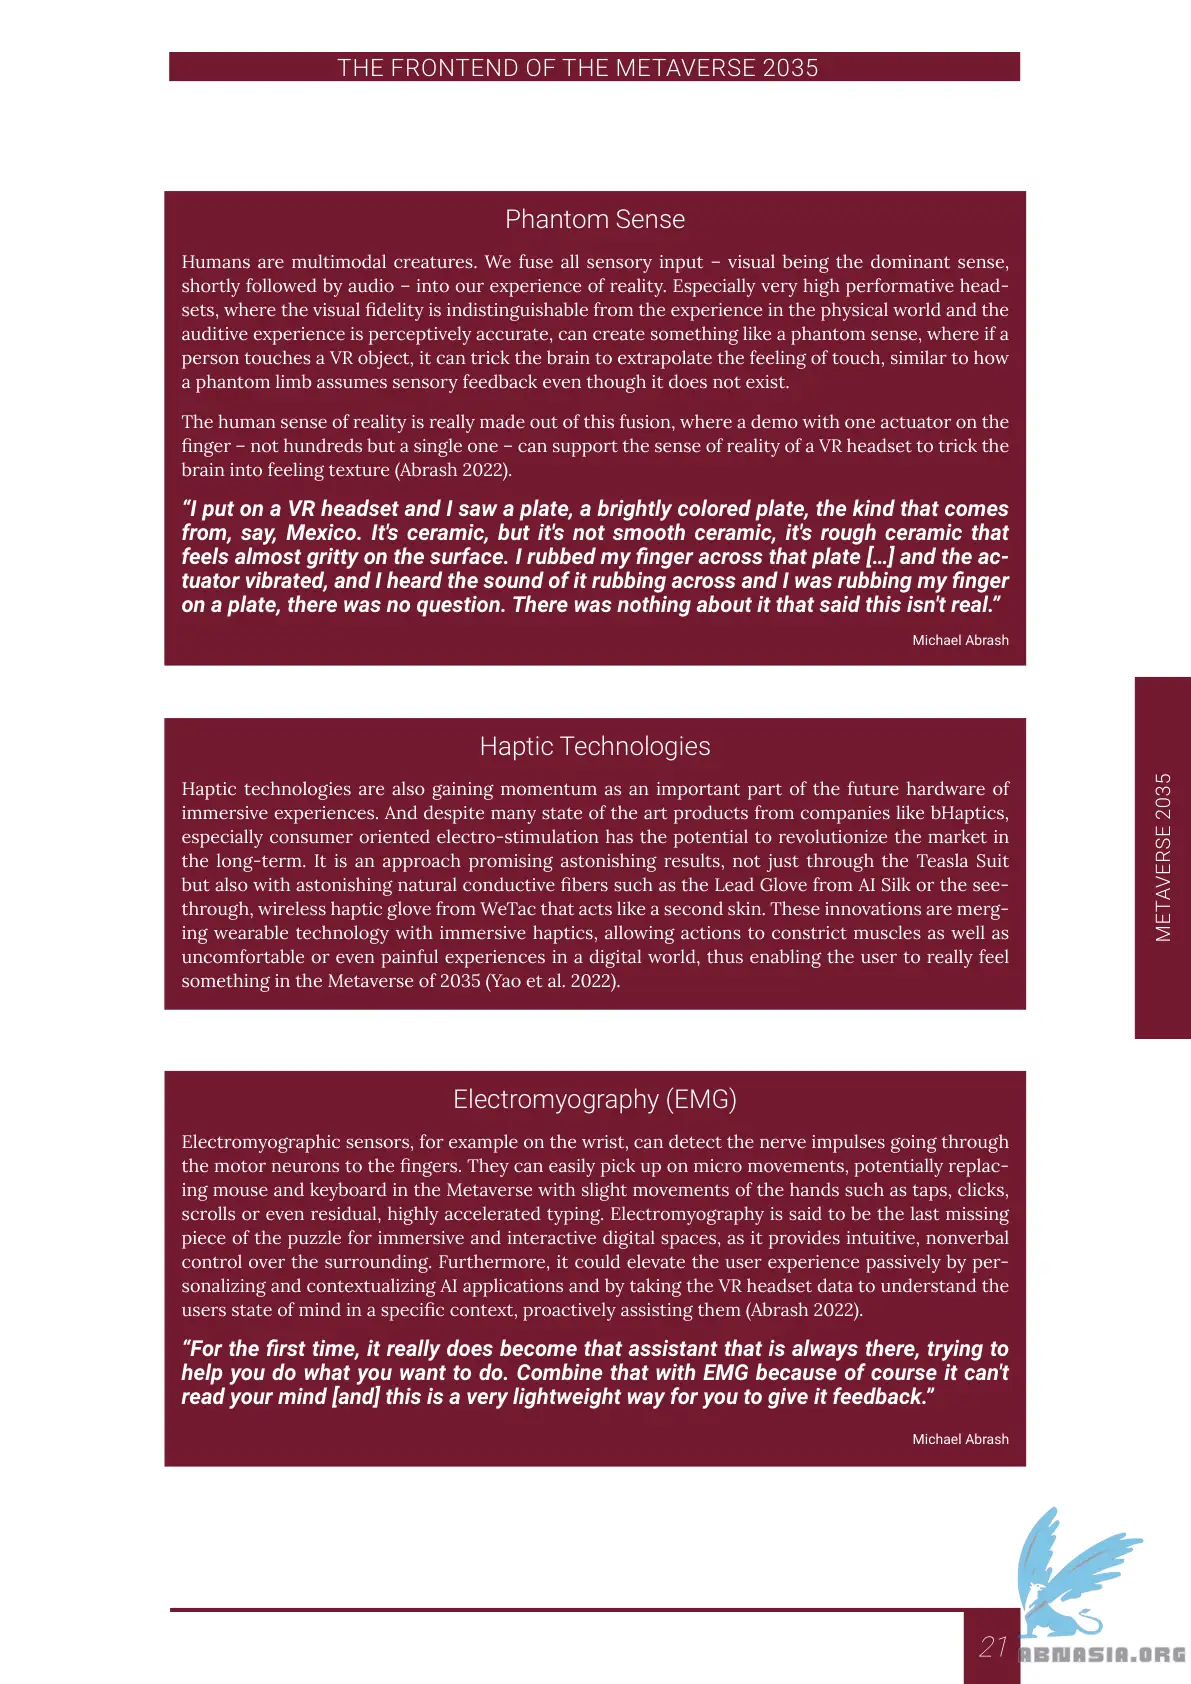 THE FRONTEND OF THE METAVERSE 2035
Phantom Sense
Humans are multimodal creatures. We fuse all sensory input – visual being the dominant sense,
shortly followed by audio – into our experience of reality. Especially very high performative head-
sets, where the visual fidelity is indistinguishable from the experience in the physical world and the
auditive experience is perceptively accurate, can create something like a phantom sense, where if a
person touches a VR object, it can trick the brain to extrapolate the feeling of touch, similar to how
a phantom limb assumes sensory feedback even though it does not exist.
The human sense of reality is really made out of this fusion, where a demo with one actuator on the
finger – not hundreds but a single one – can support the sense of reality of a VR headset to trick the
brain into feeling texture (Abrash 2022).
“I put on a VR headset and I saw a plate, a brightly colored plate, the kind that comes
from, say, Mexico. It's ceramic, but it's not smooth ceramic, it's rough ceramic that
feels almost gritty on the surface. I rubbed my finger across that plate […] and the ac-
tuator vibrated, and I heard the sound of it rubbing across and I was rubbing my finger
on a plate, there was no question. There was nothing about it that said this isn't real.”
Michael Abrash
Haptic Technologies
Haptic technologies are also gaining momentum as an important part of the future hardware of
immersive experiences. And despite many state of the art products from companies like bHaptics,
especially consumer oriented electro-stimulation has the potential to revolutionize the market in
the long-term. It is an approach promising astonishing results, not just through the Teasla Suit
but also with astonishing natural conductive fibers such as the Lead Glove from AI Silk or the see-
through, wireless haptic glove from WeTac that acts like a second skin. These innovations are merg-
ing wearable technology with immersive haptics, allowing actions to constrict muscles as well as
uncomfortable or even painful experiences in a digital world, thus enabling the user to really feel
something in the Metaverse of 2035 (Yao et al. 2022).
METAVERSE 2035
Electromyography (EMG)
Electromyographic sensors, for example on the wrist, can detect the nerve impulses going through
the motor neurons to the fingers. They can easily pick up on micro movements, potentially replac-
ing mouse and keyboard in the Metaverse with slight movements of the hands such as taps, clicks,
scrolls or even residual, highly accelerated typing. Electromyography is said to be the last missing
piece of the puzzle for immersive and interactive digital spaces, as it provides intuitive, nonverbal
control over the surrounding. Furthermore, it could elevate the user experience passively by per-
sonalizing and contextualizing AI applications and by taking the VR headset data to understand the
users state of mind in a specific context, proactively assisting them (Abrash 2022).
“For the first time, it really does become that assistant that is always there, trying to
help you do what you want to do. Combine that with EMG because of course it can't
read your mind [and] this is a very lightweight way for you to give it feedback.”
Michael Abrash
21
ABNASIA.ORG